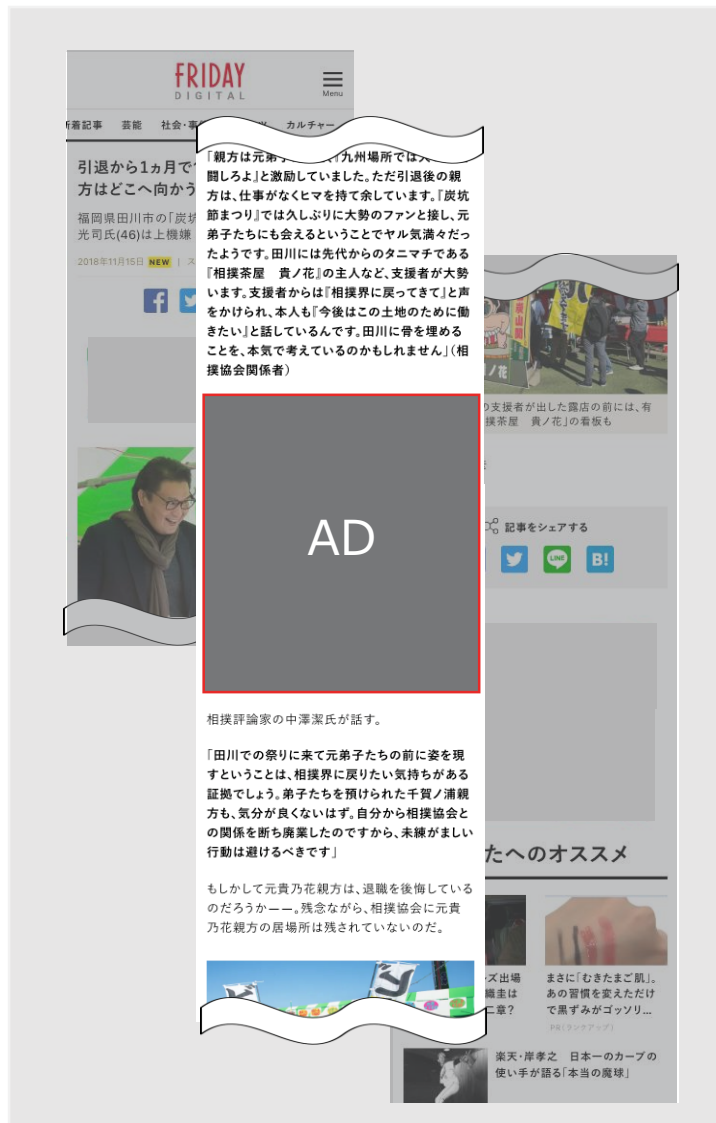 FRIDAY
DIGITAL
Menu
新着記事 芸能 社会・事 カルチャー
引退から1ヵ月で
方はどこへ向かう
福岡県田川市の「炭坑
光司氏(46)は上機嫌
2018年11月15日 NEW | ス
「親方は元弟子 『九州場所では
闘しろよ』と激励していました。ただ引退後の親
方は、仕事がなくヒマを持て余しています。『炭坑
節まつり』では久しぶりに大勢のファンと接し、元
弟子たちにも会えるということでヤル気満々だっ
たようです。田川には先代からのタニマチである
『相撲茶屋　貴ノ花』の主人など、支援者が大勢
います。支援者からは『相撲界に戻ってきて』と声
をかけられ、本人も『今後はこの土地のために働
きたい』と話しているんです。田川に骨を埋める
ことを、本気で考えているのかもしれません」(相
撲協会関係者)
AD
相撲評論家の中澤潔氏が話す。
「田川での祭りに来て元弟子たちの前に姿を現
すということは、相撲界に戻りたい気持ちがある
証拠でしょう。弟子たちを預けられた千賀ノ浦親
方も、気分が良くないはず。自分から相撲協会と
の関係を断ち廃業したのですから、未練がましい
行動は避けるべきです」
もしかして元貴乃花親方は、退職を後悔している
のだろうかーー。残念ながら、相撲協会に元貴
乃花親方の居場所は残されていないのだ。
の支援者が出した露店の前には、有
撲茶屋　貴ノ花」の看板も
記事をシェアする
LINE
B!
たへのオススメ
ズ出場
織圭は
二章?
まさに「むきたまご肌」。
あの習慣を変えただけ
で黒ずみがゴッソリ...
PR(ランクアップ)
楽天・岸孝之　日本一のカーブの
使い手が語る「本当の魔球」